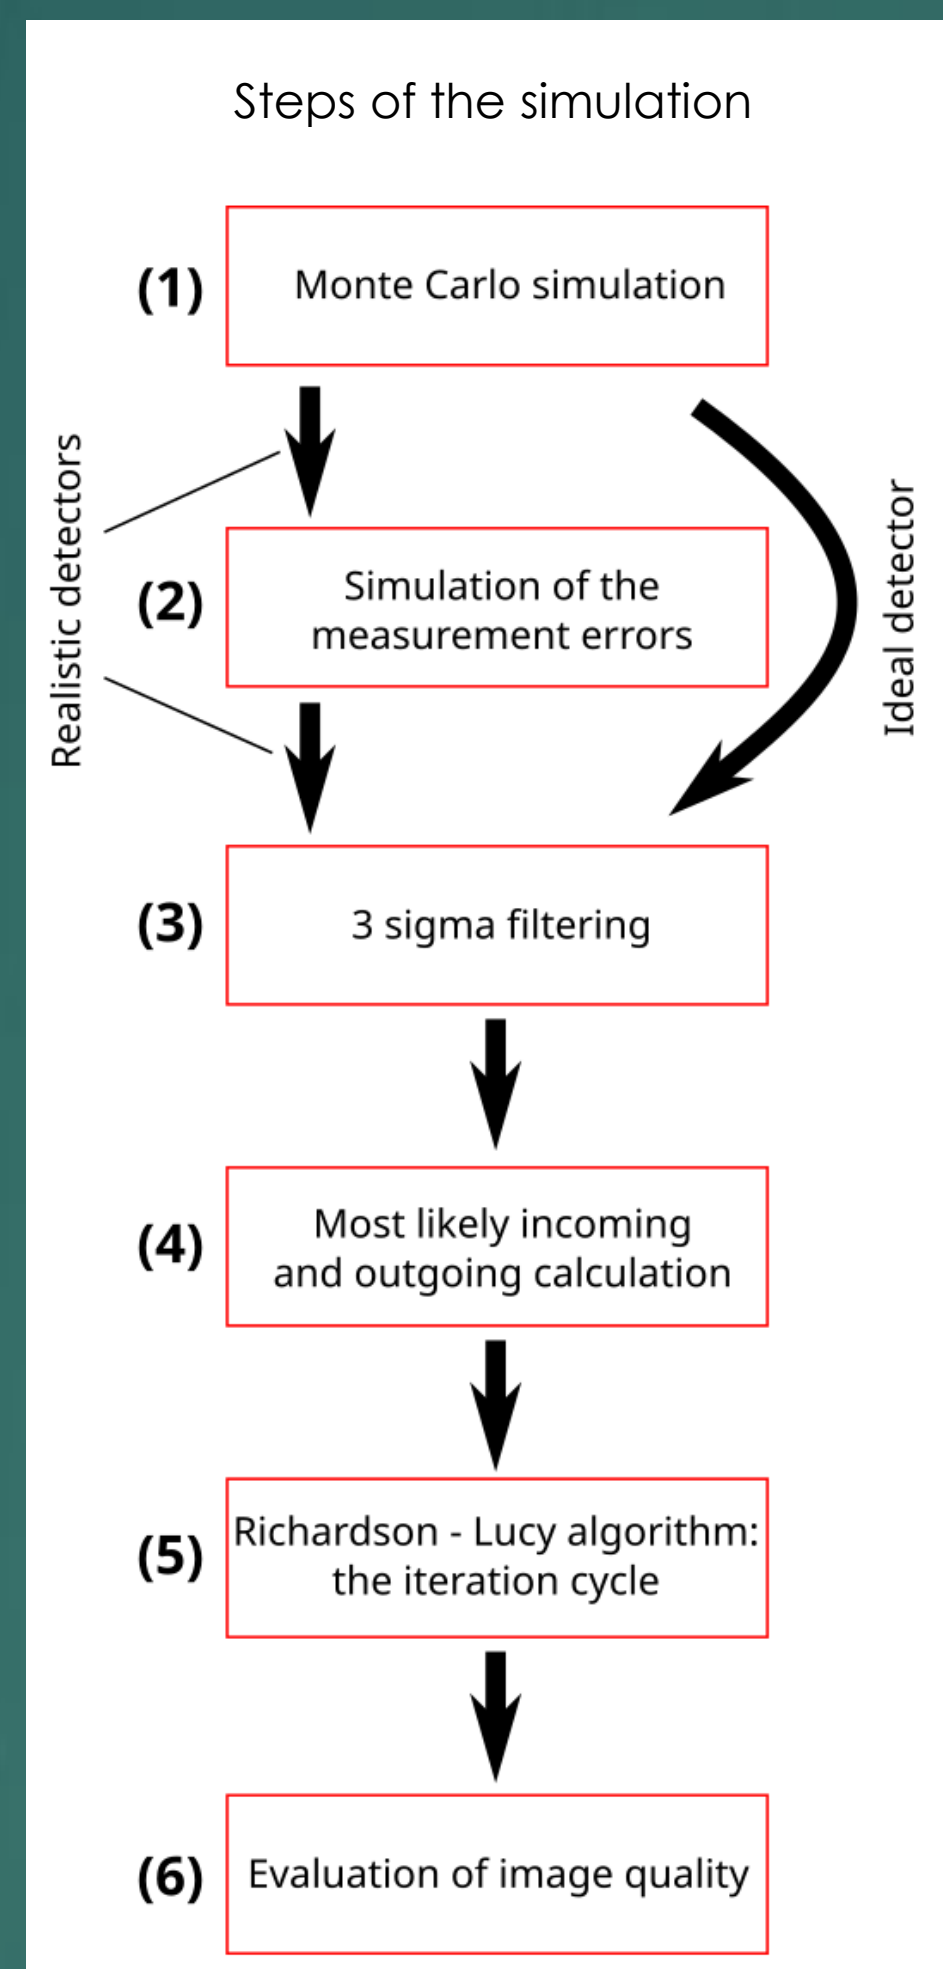 Steps of the simulation
(1)
Monte Carlo simulation
Realistic detectors
Ideal detector
(2)
Simulation of the
measurement errors
(3)
3 sigma filtering
(4)
Most likely incoming
and outgoing calculation
(5)
Richardson - Lucy algorithm:
the iteration cycle
(6)
Evaluation of image quality